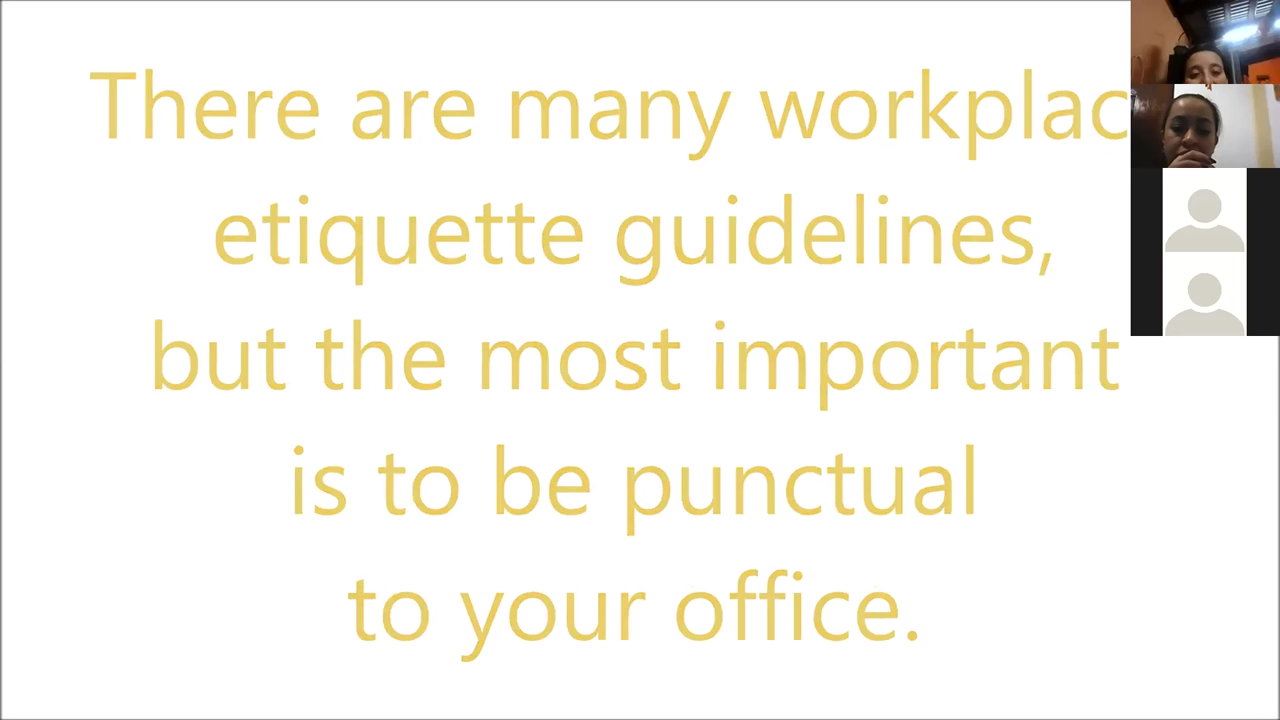 There are many workplac
etiquette guidelines,
but the most important
is to be punctual
to your office.